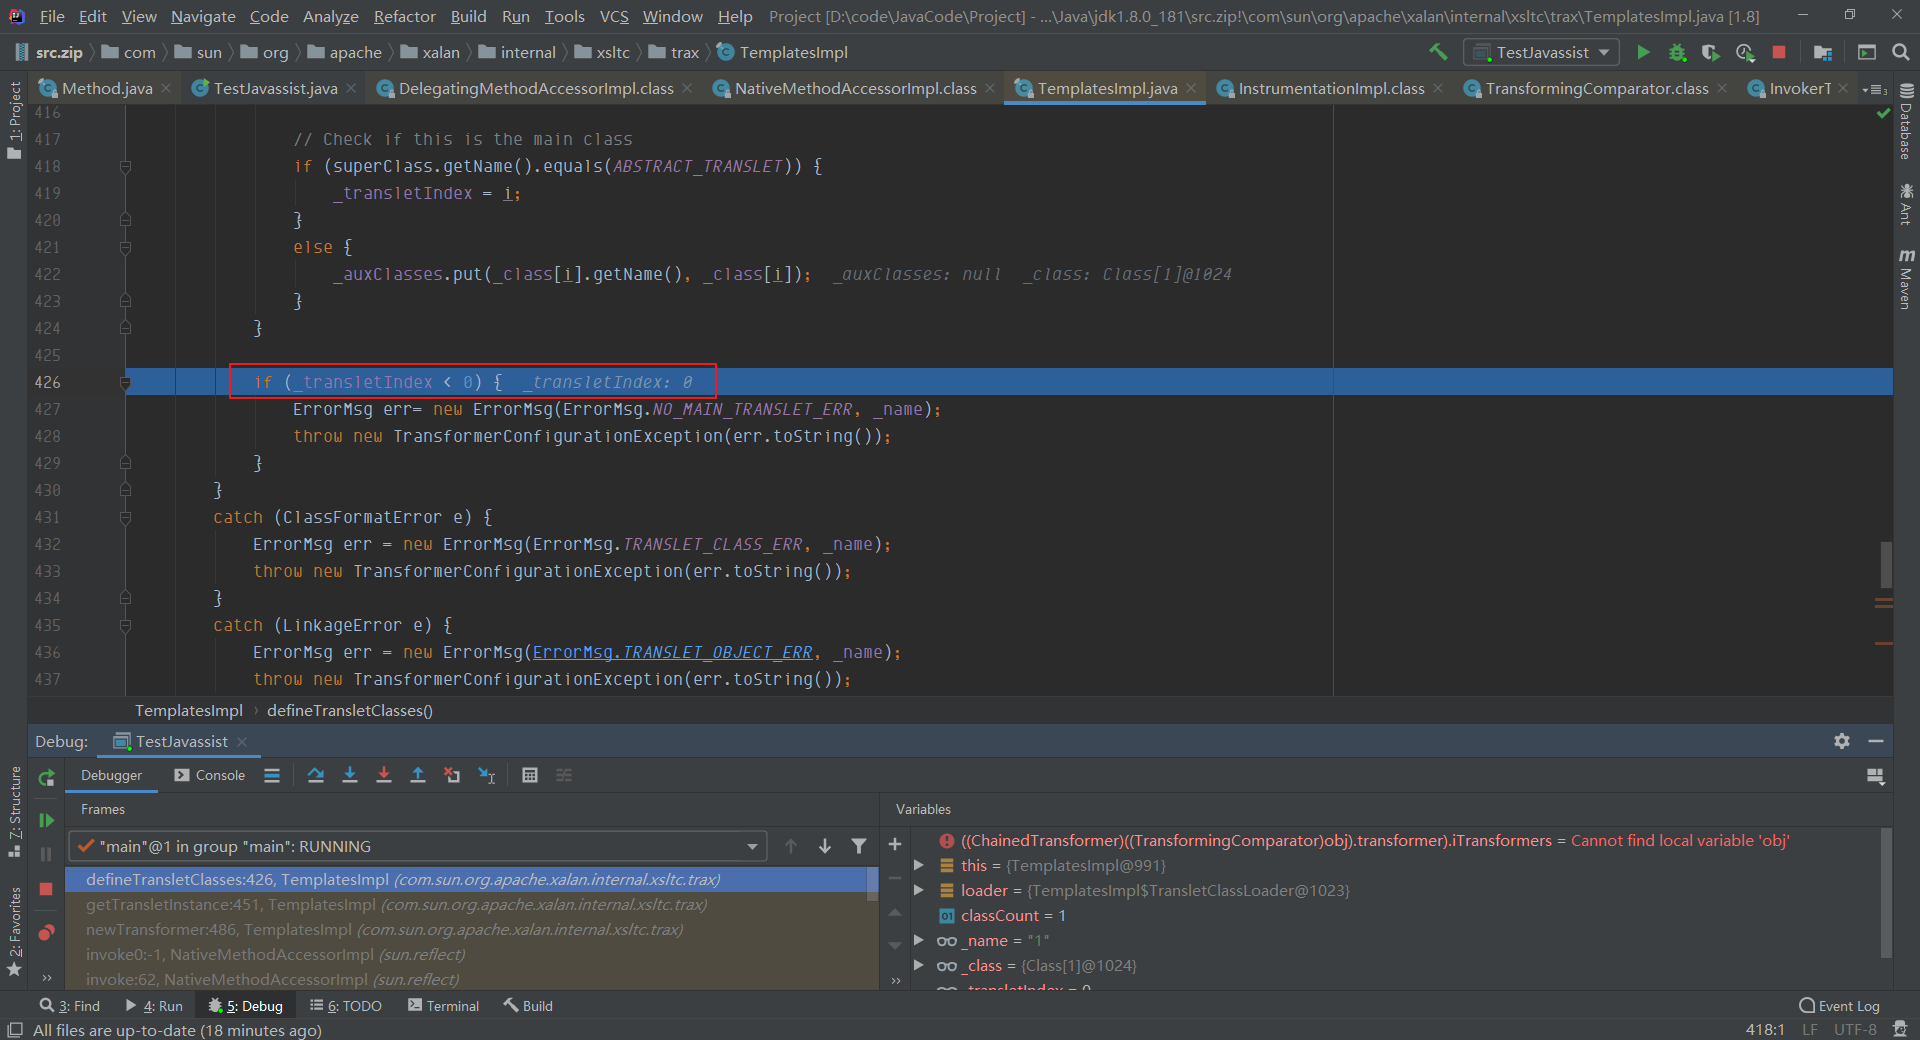 File Edit View Navigate Code Analyze Refactor Build Run Tools VCS Window Help Project [D:\code\JavaCode\Project] - ...\Java\jdk1.8.0_181\src.zip!\com\sun\org\apache\xalan\internal\xsltc\trax\TemplatesImpl.java [1.8]
src.zip com sun org apache xalan internal xsltc trax TemplatesImpl TestJavassist
Method.java TestJavassist.java DelegatingMethodAccessorImpl.class NativeMethodAccessorImpl.class TemplatesImpl.java InstrumentationImpl.class TransformingComparator.class InvokerT
1: Project
7: Structure
2: Favorites
Database
Ant
Maven
416
417 // Check if this is the main class
418 if (superClass.getName().equals(ABSTRACT_TRANSLET)) {
419 _transletIndex = i;
420 }
421 else {
422 _auxClasses.put(_class[i].getName(), _class[i]); _auxClasses: null _class: Class[1]@1024
423 }
424 }
425
426 if (_transletIndex < 0) { _transletIndex: 0
427 ErrorMsg err= new ErrorMsg(ErrorMsg.NO_MAIN_TRANSLET_ERR, _name);
428 throw new TransformerConfigurationException(err.toString());
429 }
430 }
431 catch (ClassFormatError e) {
432 ErrorMsg err = new ErrorMsg(ErrorMsg.TRANSLET_CLASS_ERR, _name);
433 throw new TransformerConfigurationException(err.toString());
434 }
435 catch (LinkageError e) {
436 ErrorMsg err = new ErrorMsg(ErrorMsg.TRANSLET_OBJECT_ERR, _name);
437 throw new TransformerConfigurationException(err.toString());
TemplatesImpl › defineTransletClasses()
Debug: TestJavassist
Debugger Console
Frames
"main"@1 in group "main": RUNNING
defineTransletClasses:426, TemplatesImpl (com.sun.org.apache.xalan.internal.xsltc.trax)
getTransletInstance:451, TemplatesImpl (com.sun.org.apache.xalan.internal.xsltc.trax)
newTransformer:486, TemplatesImpl (com.sun.org.apache.xalan.internal.xsltc.trax)
invoke0:-1, NativeMethodAccessorImpl (sun.reflect)
invoke:62, NativeMethodAccessorImpl (sun.reflect)
Variables
((ChainedTransformer)((TransformingComparator)obj).transformer).iTransformers = Cannot find local variable 'obj'
this = {TemplatesImpl@991}
loader = {TemplatesImpl$TransletClassLoader@1023}
classCount = 1
_name = "1"
_class = {Class[1]@1024}
_transletIndex = 0
3: Find 4: Run 5: Debug 6: TODO Terminal Build Event Log
All files are up-to-date (18 minutes ago) 418:1 LF UTF-8